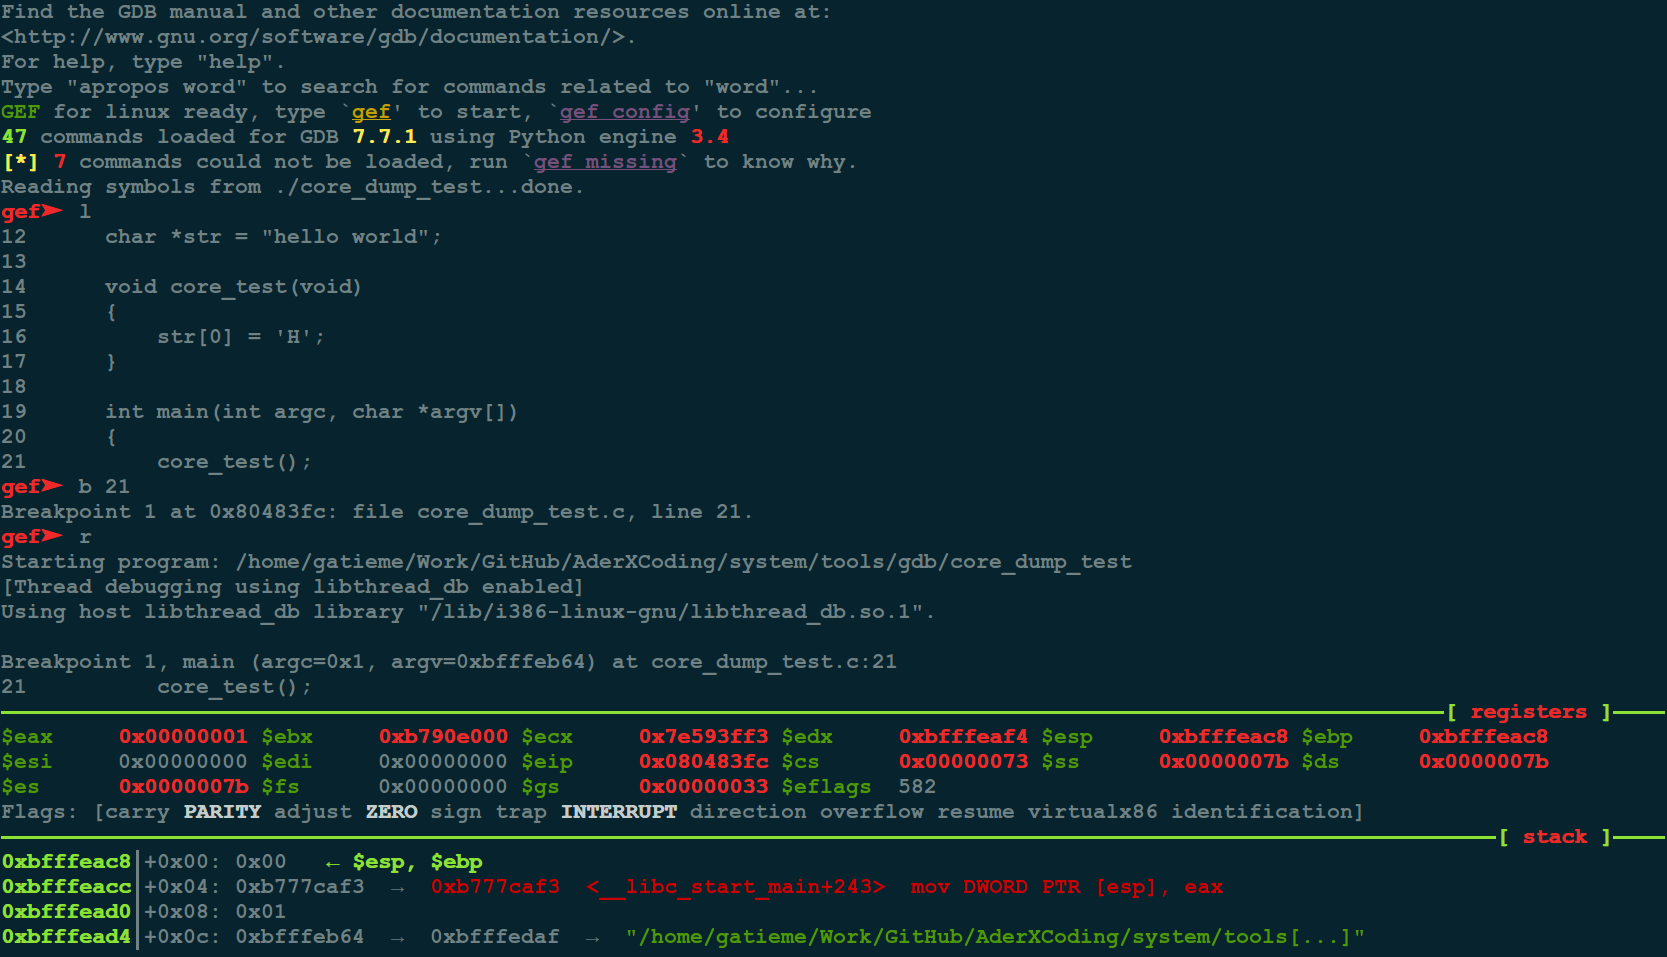 Find the GDB manual and other documentation resources online at:
<http://www.gnu.org/software/gdb/documentation/>.
For help, type "help".
Type "apropos word" to search for commands related to "word"...
GEF for linux ready, type `gef' to start, `gef config' to configure
47 commands loaded for GDB 7.7.1 using Python engine 3.4
[*] 7 commands could not be loaded, run `gef missing` to know why.
Reading symbols from ./core_dump_test...done.
gef➤  l
12      char *str = "hello world";
13
14      void core_test(void)
15      {
16          str[0] = 'H';
17      }
18
19      int main(int argc, char *argv[])
20      {
21          core_test();
gef➤  b 21
Breakpoint 1 at 0x80483fc: file core_dump_test.c, line 21.
gef➤  r
Starting program: /home/gatieme/Work/GitHub/AderXCoding/system/tools/gdb/core_dump_test
[Thread debugging using libthread_db enabled]
Using host libthread_db library "/lib/i386-linux-gnu/libthread_db.so.1".
Breakpoint 1, main (argc=0x1, argv=0xbfffeb64) at core_dump_test.c:21
21          core_test();
[ registers ]
$eax     0x00000001 $ebx     0xb790e000 $ecx     0x7e593ff3 $edx     0xbfffeaf4 $esp     0xbfffeac8 $ebp     0xbfffeac8
$esi     0x00000000 $edi     0x00000000 $eip     0x080483fc $cs      0x00000073 $ss      0x0000007b $ds      0x0000007b
$es      0x0000007b $fs      0x00000000 $gs      0x00000033 $eflags  582
Flags: [carry PARITY adjust ZERO sign trap INTERRUPT direction overflow resume virtualx86 identification]
[ stack ]
0xbfffeac8│+0x00: 0x00   ← $esp, $ebp
0xbfffeacc│+0x04: 0xb777caf3  →  0xb777caf3  <__libc_start_main+243>  mov DWORD PTR [esp], eax
0xbfffead0│+0x08: 0x01
0xbfffead4│+0x0c: 0xbfffeb64  →  0xbfffedaf  →  "/home/gatieme/Work/GitHub/AderXCoding/system/tools[...]"